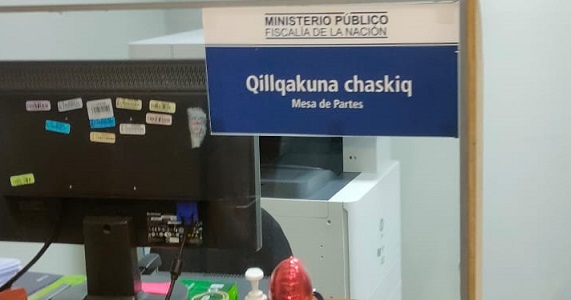 MINISTERIO PÚBLICO
FISCALÍA DE LA NACIÓN
Qillqakuna chaskiq
Mesa de Partes